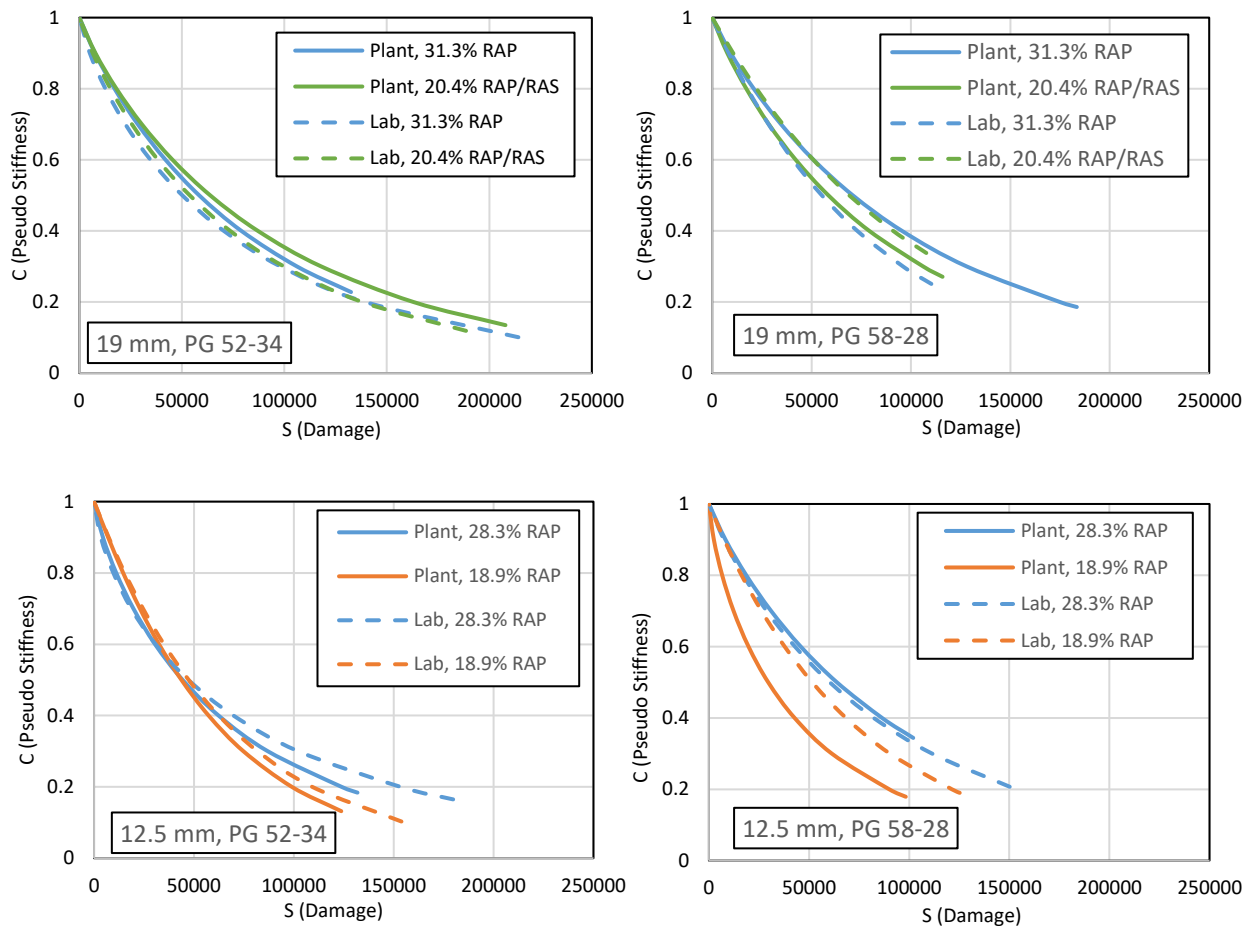 1
0.8
0.6
0.4
0.2
0
C (Pseudo Stiffness)
Plant, 31.3% RAP
Plant, 20.4% RAP/RAS
Lab, 31.3% RAP
Lab, 20.4% RAP/RAS
19 mm, PG 52-34
0 50000 100000 150000 200000 250000
S (Damage)
1
0.8
0.6
0.4
0.2
0
C (Pseudo Stiffness)
Plant, 31.3% RAP
Plant, 20.4% RAP/RAS
Lab, 31.3% RAP
Lab, 20.4% RAP/RAS
19 mm, PG 58-28
0 50000 100000 150000 200000 250000
S (Damage)
1
0.8
0.6
0.4
0.2
0
C (Pseudo Stiffness)
Plant, 28.3% RAP
Plant, 18.9% RAP
Lab, 28.3% RAP
Lab, 18.9% RAP
12.5 mm, PG 52-34
0 50000 100000 150000 200000 250000
S (Damage)
1
0.8
0.6
0.4
0.2
0
C (Pseudo Stiffness)
Plant, 28.3% RAP
Plant, 18.9% RAP
Lab, 28.3% RAP
Lab, 18.9% RAP
12.5 mm, PG 58-28
0 50000 100000 150000 200000 250000
S (Damage)